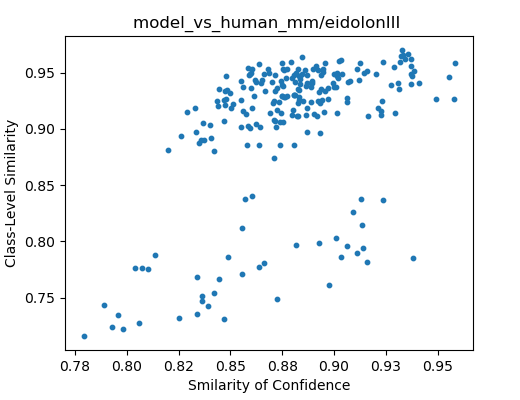 model_vs_human_mm/eidolonIII
Class-Level Similarity
0.95
0.90
0.85
0.80
0.75
0.78 0.80 0.82 0.85 0.88 0.90 0.93 0.95
Smilarity of Confidence